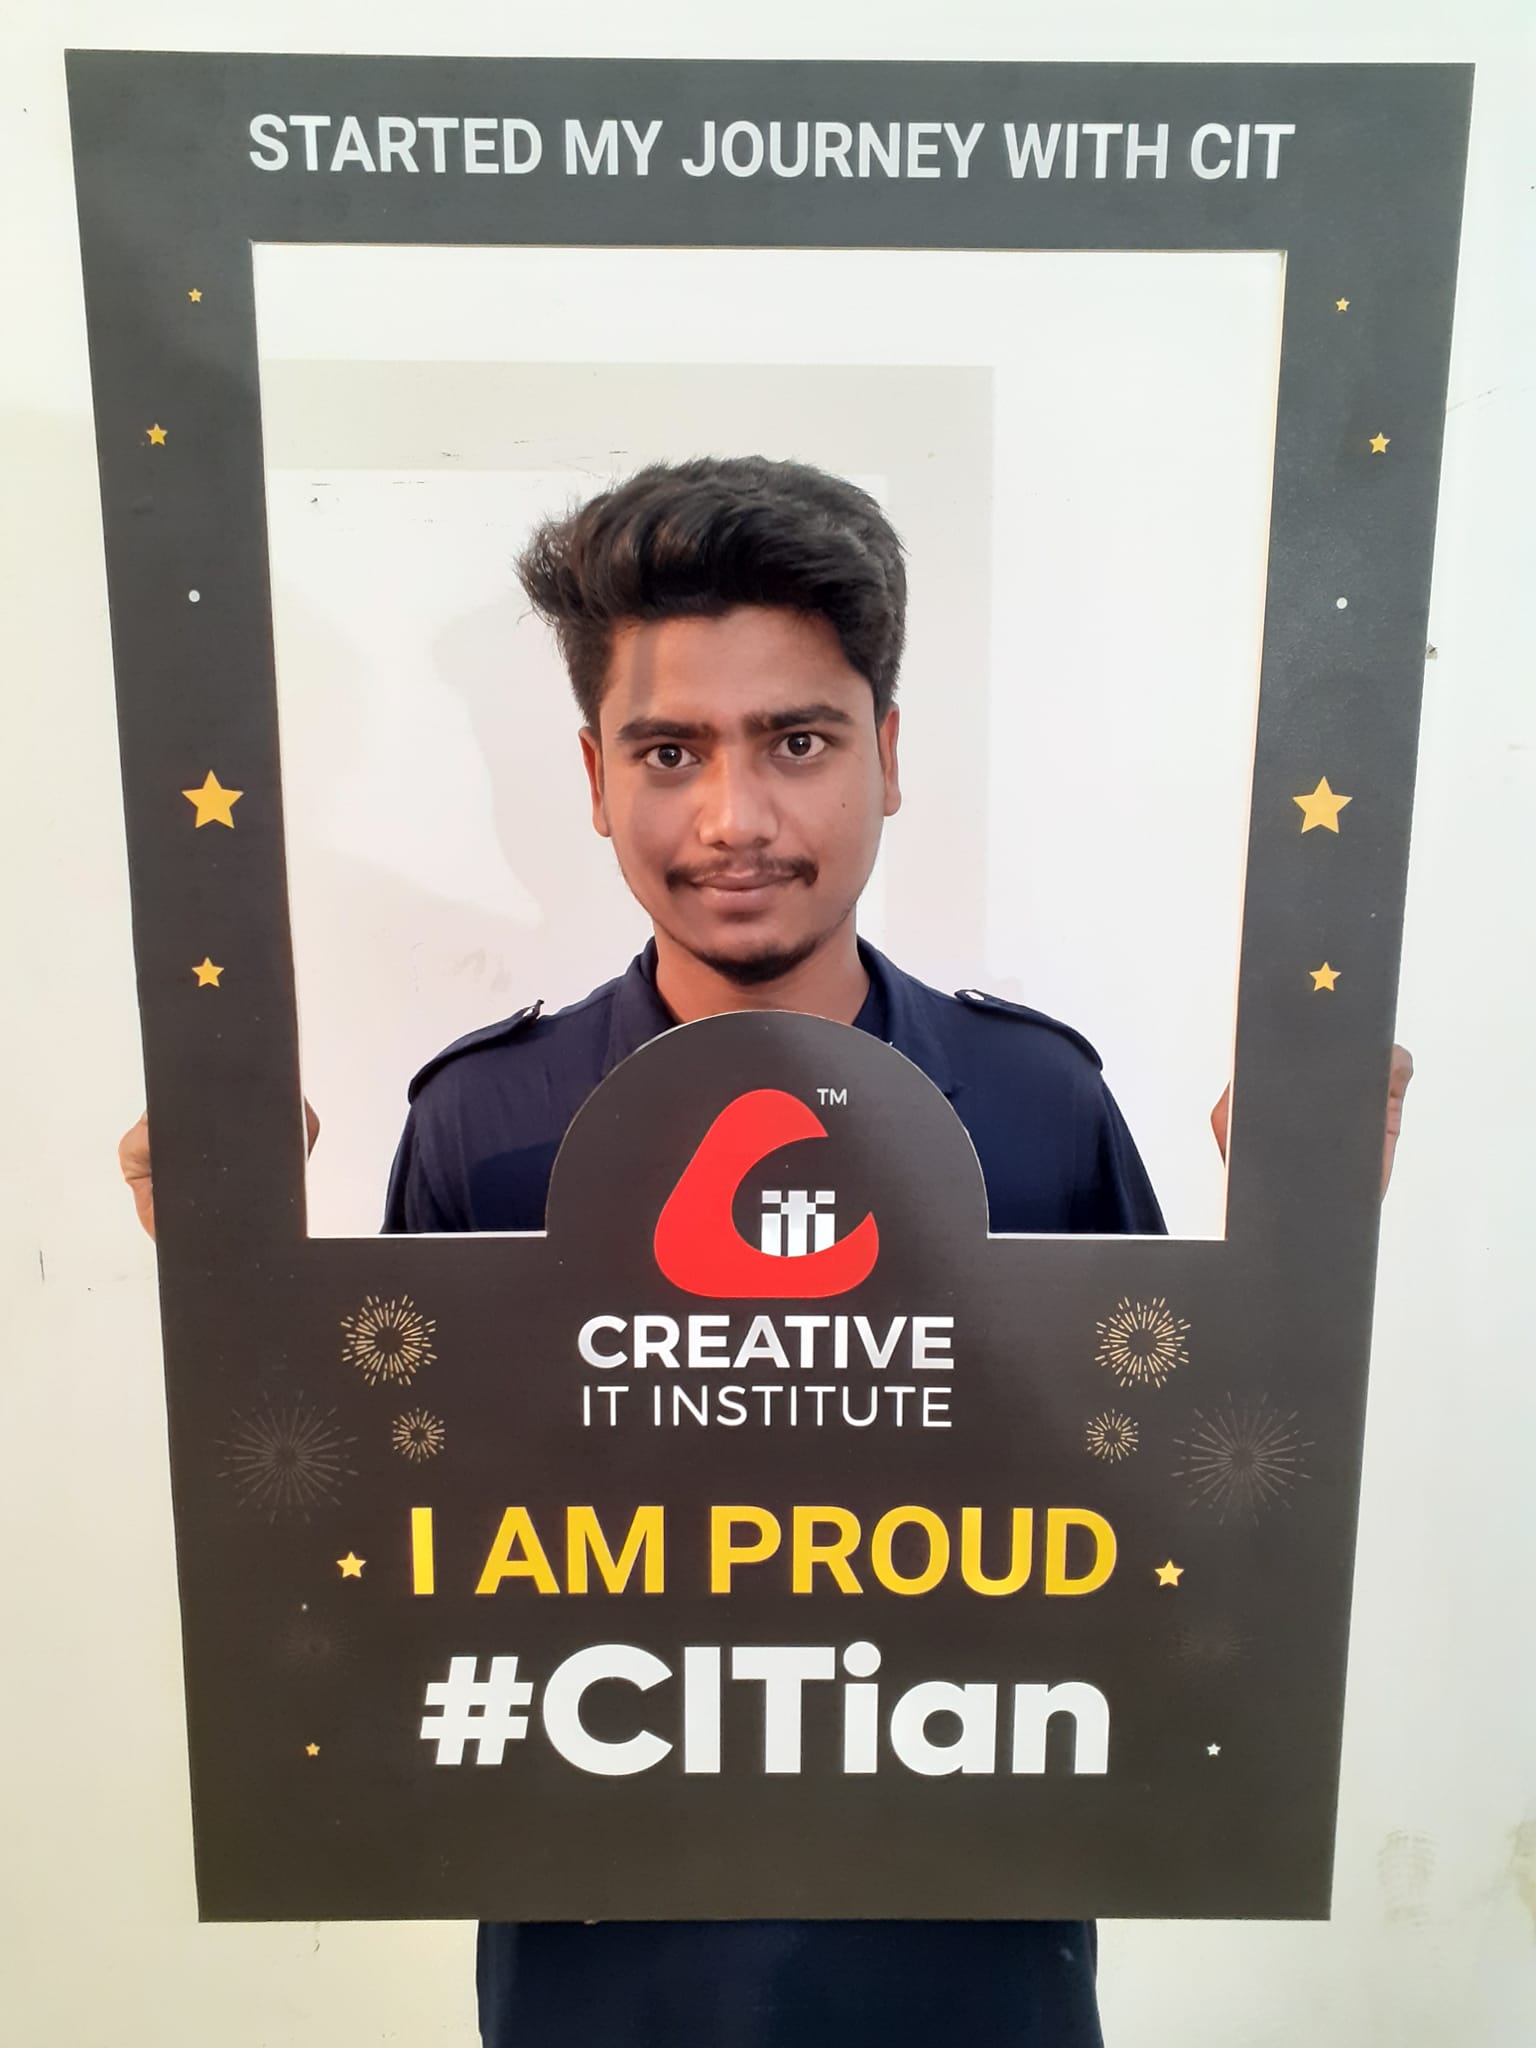 STARTED MY JOURNEY WITH CIT
TM
iti
CREATIVE
IT INSTITUTE
I AM PROUD
#CITian